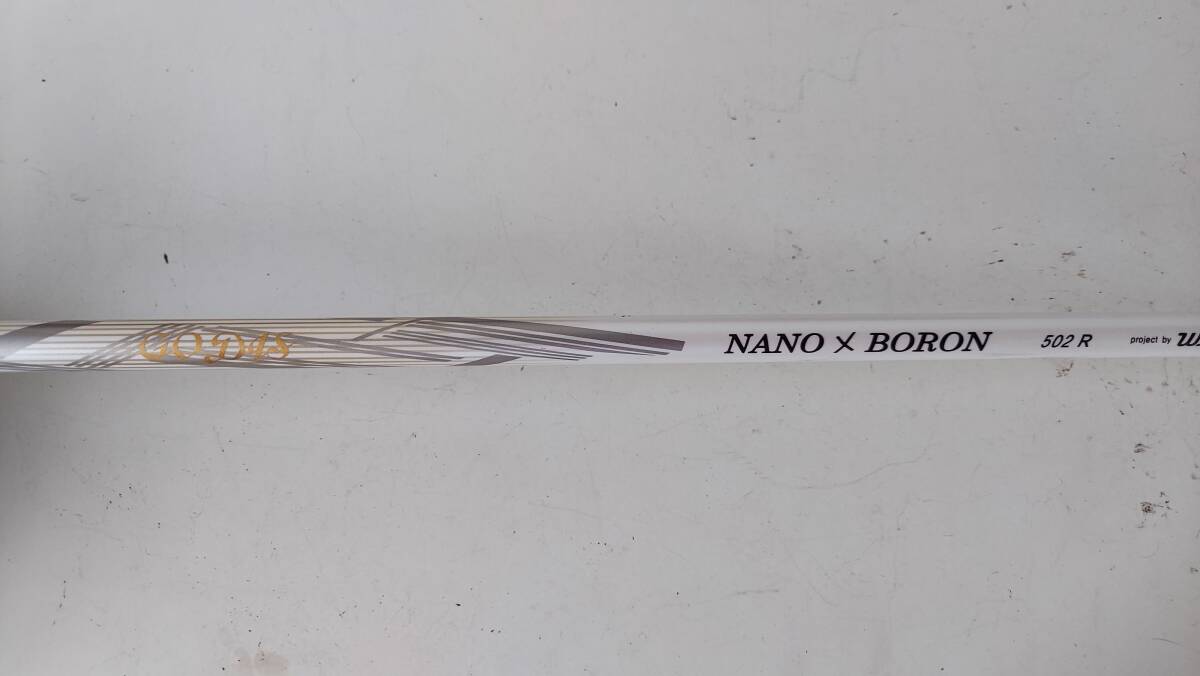 NANO × BORON 502 R project by